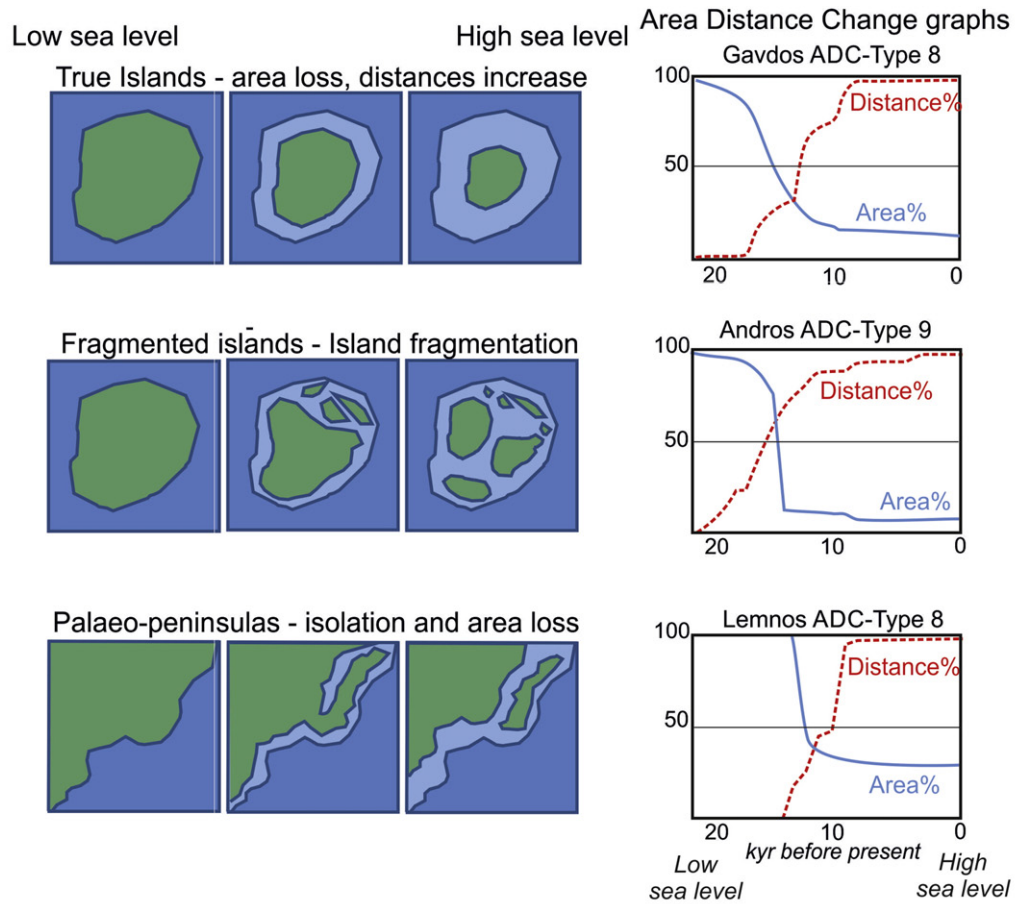 Low sea level
High sea level
Area Distance Change graphs
True Islands - area loss, distances increase
Gavdos ADC-Type 8
100
50
Distance%
Area%
20
10
0
Fragmented islands - Island fragmentation
Andros ADC-Type 9
100
50
Distance%
Area%
20
10
0
Palaeo-peninsulas - isolation and area loss
Lemnos ADC-Type 8
100
50
Distance%
Area%
20
10
0
kyr before present
Low
sea level
High
sea level